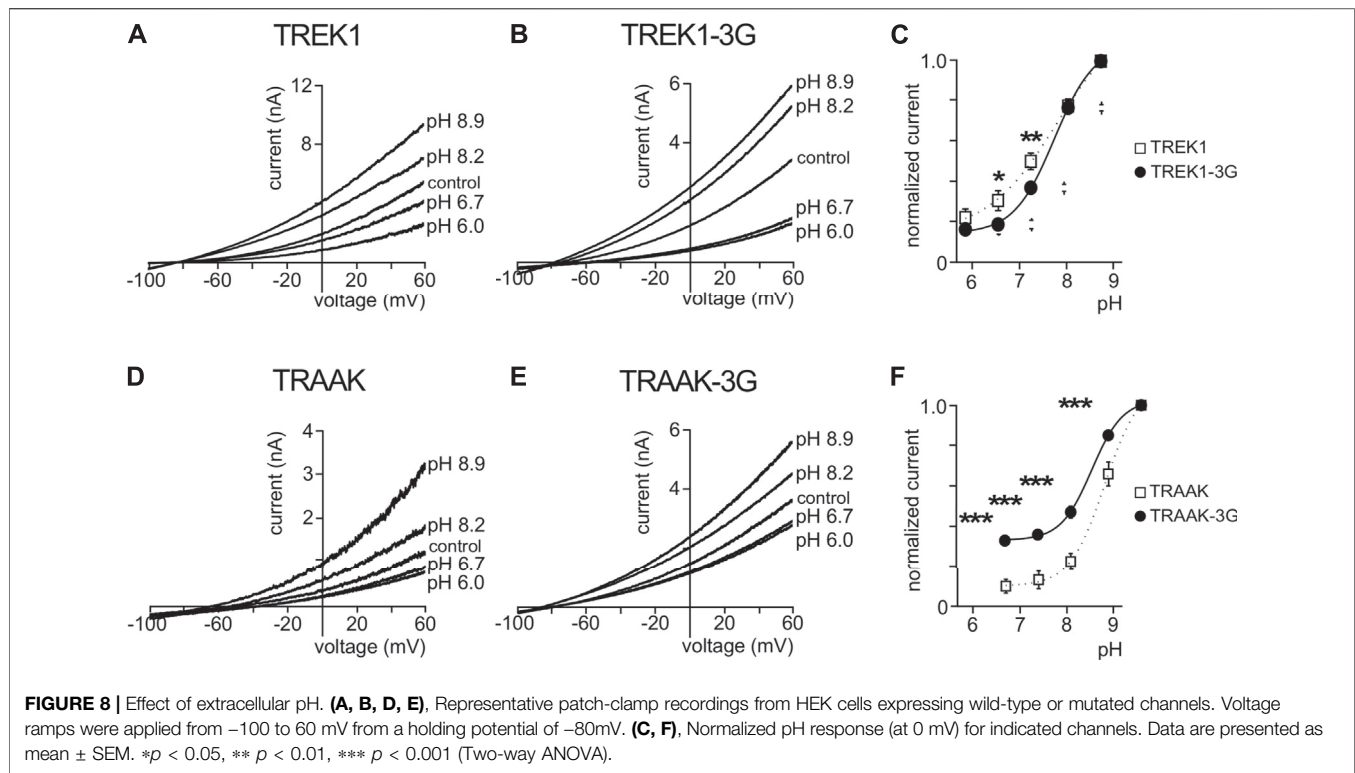 A TREK1
current (nA)
12
8
pH 8.9
pH 8.2
control
pH 6.7
pH 6.0
-100 -60 -20 20 60
voltage (mV)
B TREK1-3G
current (nA)
6
4
pH 8.9
pH 8.2
control
pH 6.7
pH 6.0
-100 -60 -20 20 60
voltage (mV)
C
normalized current
1.0
0
* **
6 7 8 9
pH
TREK1
TREK1-3G
D TRAAK
current (nA)
4
3
2
pH 8.9
pH 8.2
control
pH 6.7
pH 6.0
-100 -60 -20 20 60
voltage (mV)
E TRAAK-3G
current (nA)
6
4
pH 8.9
pH 8.2
control
pH 6.7
pH 6.0
-100 -60 -20 20 60
voltage (mV)
F
normalized current
1.0
0
*** *** *** ***
6 7 8 9
pH
TRAAK
TRAAK-3G
FIGURE 8 | Effect of extracellular pH. (A, B, D, E), Representative patch-clamp recordings from HEK cells expressing wild-type or mutated channels. Voltage
ramps were applied from −100 to 60 mV from a holding potential of −80mV. (C, F), Normalized pH response (at 0 mV) for indicated channels. Data are presented as
mean ± SEM. *p < 0.05, ** p < 0.01, *** p < 0.001 (Two-way ANOVA).